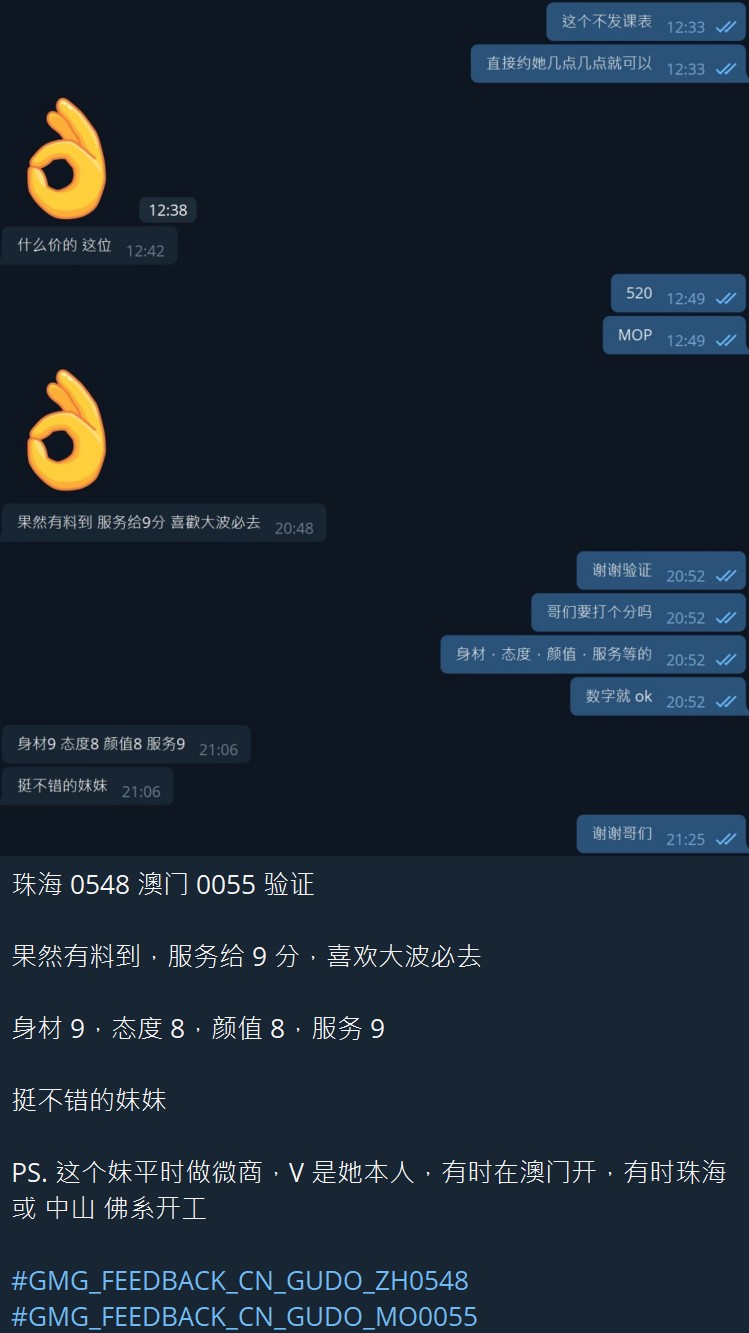 这个不发课表 12:33
直接约她几点几点就可以 12:33
12:38
什么价的 这位 12:42
520 12:49
MOP 12:49
果然有料到 服务给9分 喜歡大波必去 20:48
谢谢验证 20:52
哥们要打个分吗 20:52
身材·态度·颜值·服务等的 20:52
数字就 ok 20:52
身材9 态度8 颜值8 服务9 21:06
挺不错的妹妹 21:06
谢谢哥们 21:25
珠海 0548 澳门 0055 验证
果然有料到，服务给 9 分，喜欢大波必去
身材 9，态度 8，颜值 8，服务 9
挺不错的妹妹
PS. 这个妹平时做微商，V 是她本人，有时在澳门开，有时珠海
或 中山 佛系开工
#GMG_FEEDBACK_CN_GUDO_ZH0548
#GMG_FEEDBACK_CN_GUDO_MO0055